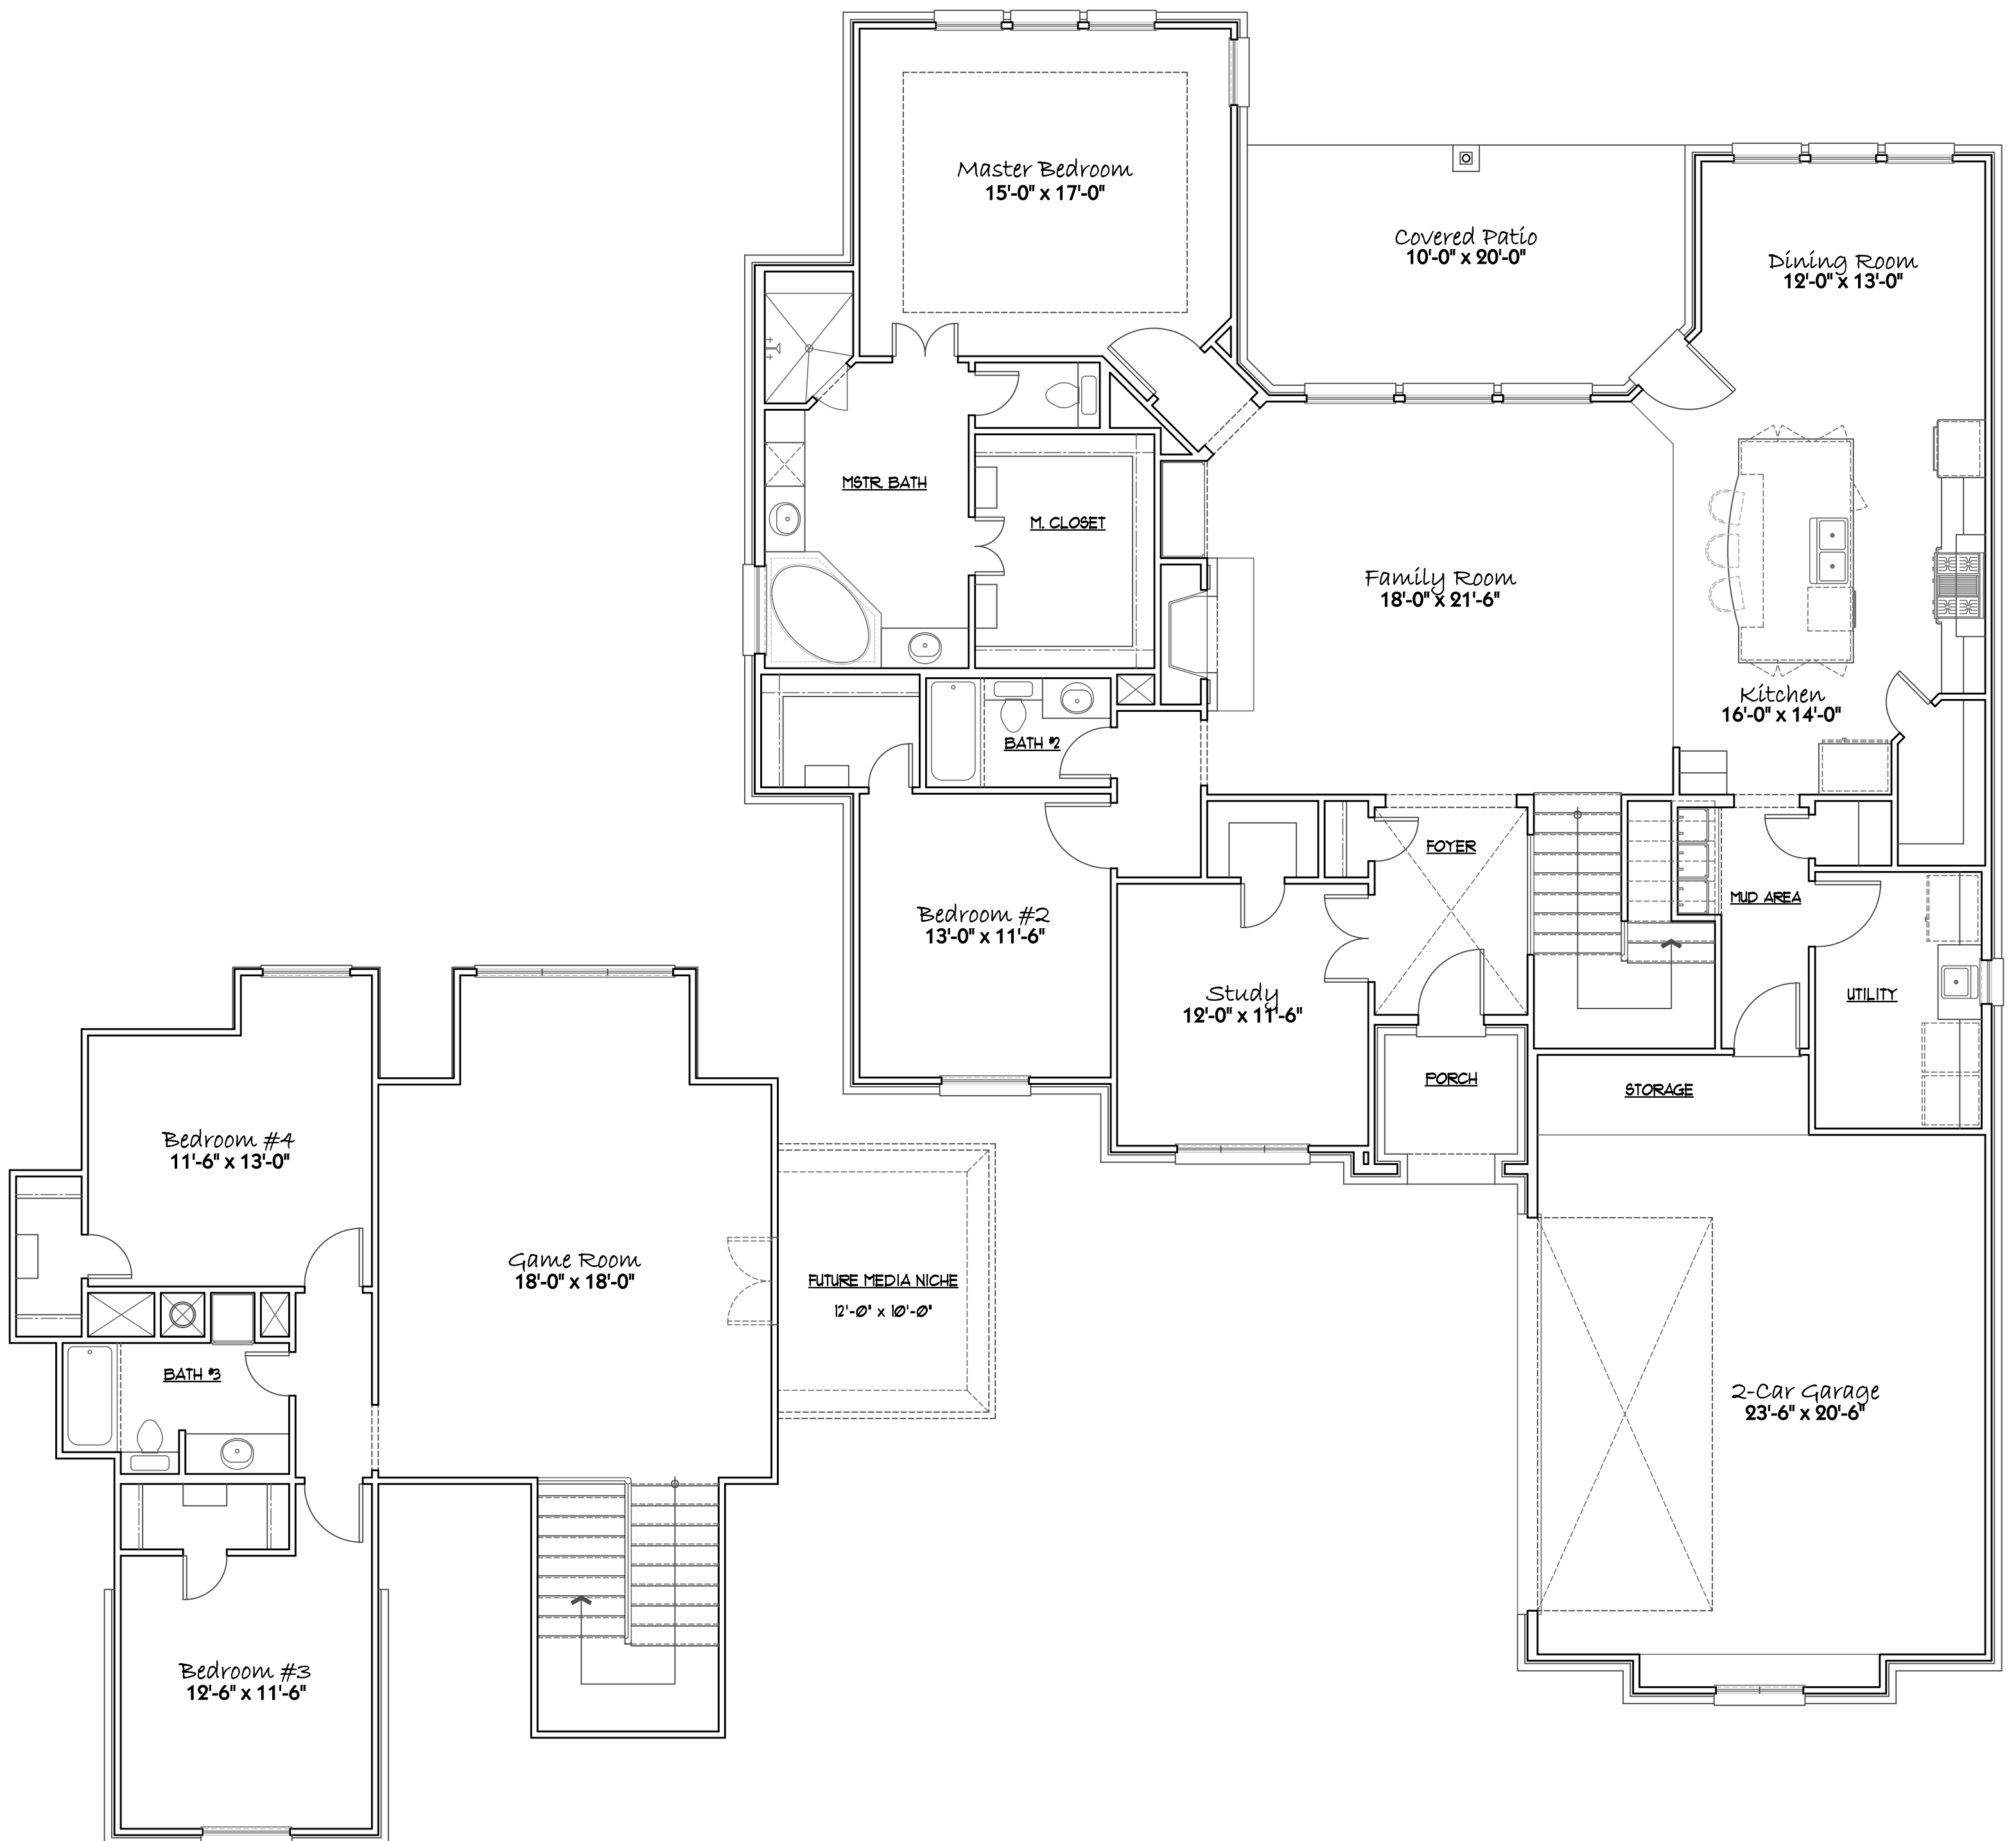 Master Bedroom
15'-0" x 17'-0"
Covered Patio
10'-0" x 20'-0"
Dining Room
12'-0" x 13'-0"
MSTR. BATH
M. CLOSET
Family Room
18'-0" x 21'-6"
Kitchen
16'-0" x 14'-0"
BATH #2
FOYER
MUD AREA
Bedroom #2
13'-0" x 11'-6"
Study
12'-0" x 11'-6"
UTILITY
PORCH
STORAGE
Bedroom #4
11'-6" x 13'-0"
Game Room
18'-0" x 18'-0"
FUTURE MEDIA NICHE
12'-0" x 10'-0"
BATH #3
2-Car Garage
23'-6" x 20'-6"
Bedroom #3
12'-6" x 11'-6"